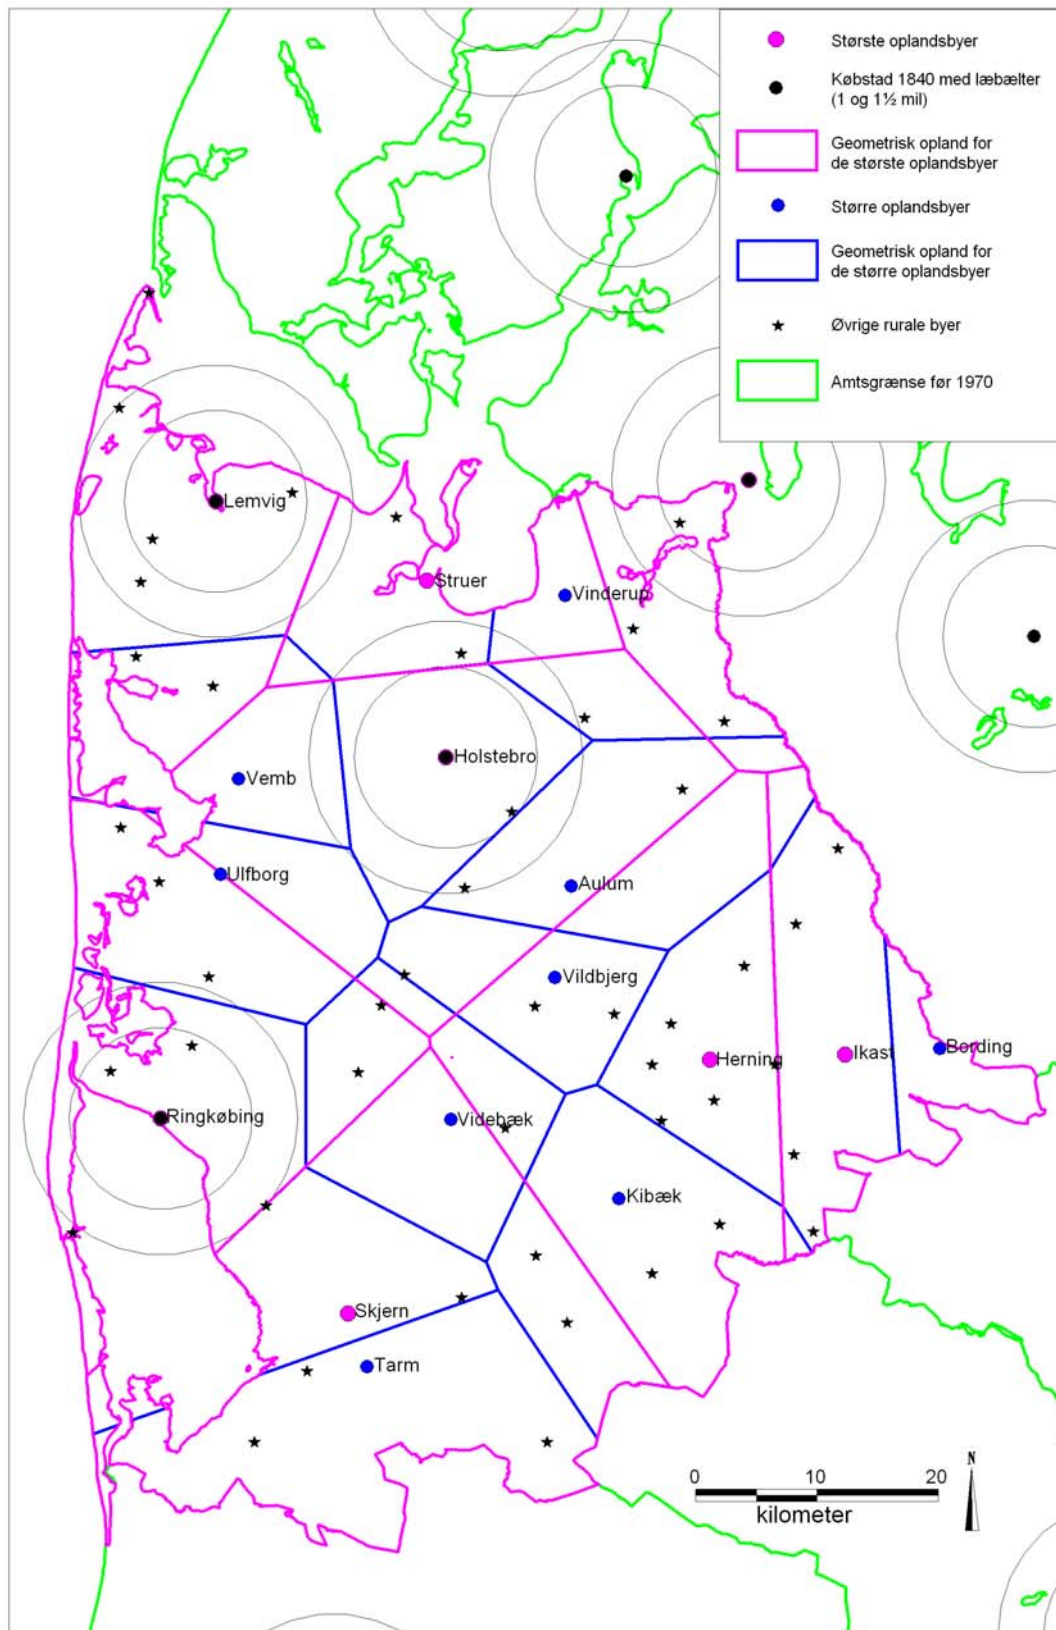 Største oplandsbyer
Købstad 1840 med læbælter
(1 og 1½ mil)
Geometrisk opland for
de største oplandsbyer
Større oplandsbyer
Geometrisk opland for
de større oplandsbyer
Øvrige rurale byer
Amtsgrænse før 1970
Lemvig
Struer
Vinderup
Holstebro
Vemb
Ulfborg
Aulum
Vildbjerg
Herning
Ikast
Bording
Ringkøbing
Videbæk
Kibæk
Skjern
Tarm
N
0 10 20
kilometer